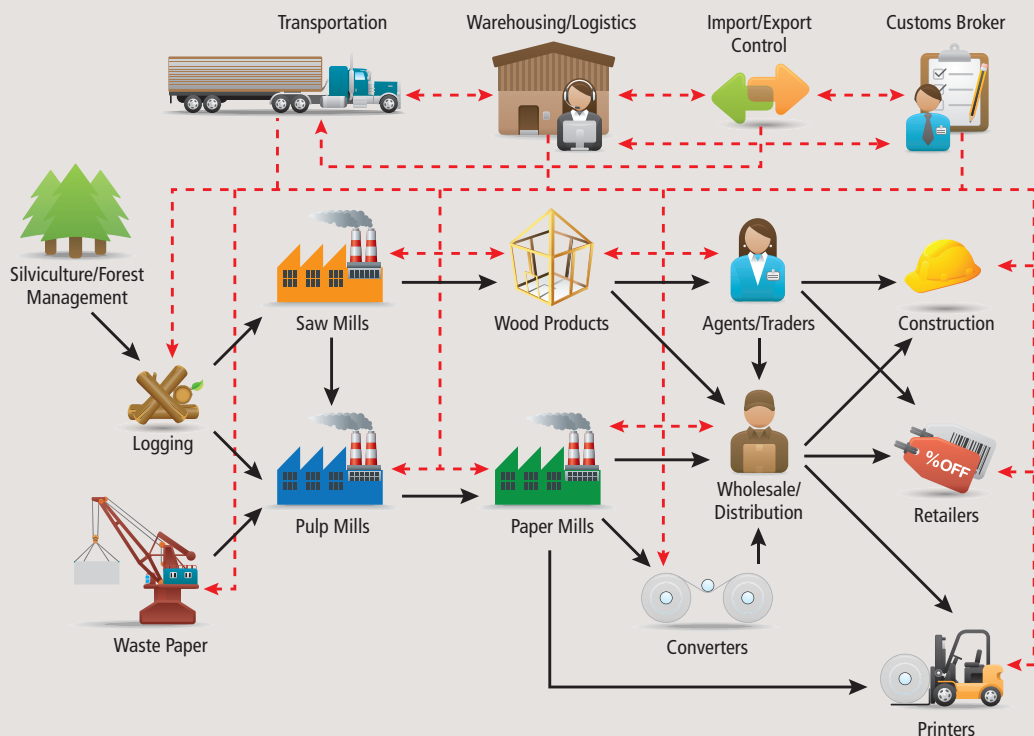 Transportation
Warehousing/Logistics
Import/Export
Control
Customs Broker
Silviculture/Forest
Management
Saw Mills
Wood Products
Agents/Traders
Construction
Logging
%OFF
Pulp Mills
Paper Mills
Wholesale/
Distribution
Retailers
Waste Paper
Converters
Printers